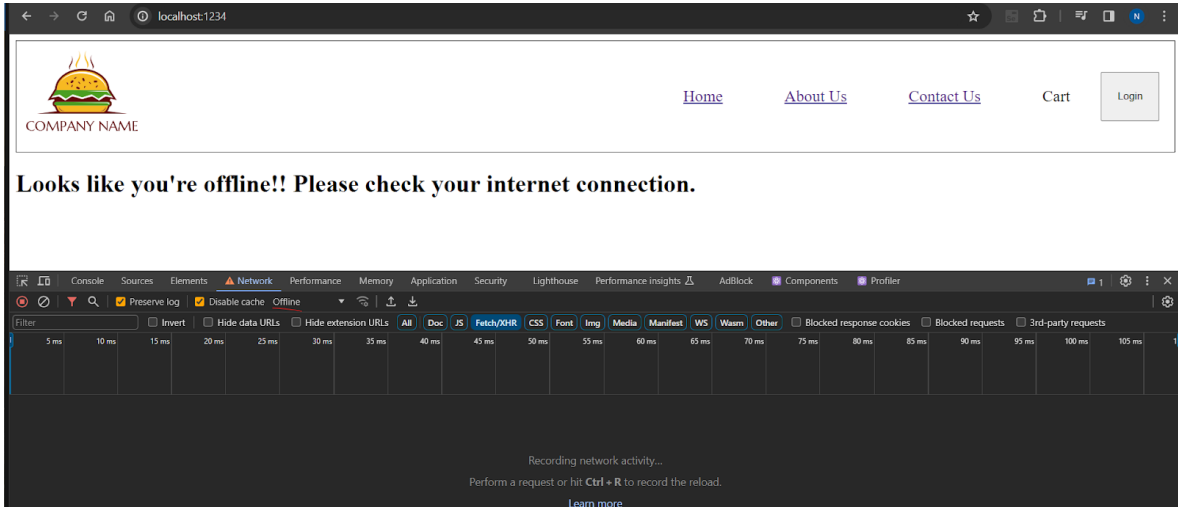 localhost:1234
N
COMPANY NAME
Home About Us Contact Us Cart Login
Looks like you're offline!! Please check your internet connection.
Console Sources Elements Network Performance Memory Application Security Lighthouse Performance insights AdBlock Components Profiler 1
Preserve log Disable cache Offline
Filter Invert Hide data URLs Hide extension URLs All Doc JS Fetch/XHR CSS Font Img Media Manifest WS Wasm Other Blocked response cookies Blocked requests 3rd-party requests
5 ms 10 ms 15 ms 20 ms 25 ms 30 ms 35 ms 40 ms 45 ms 50 ms 55 ms 60 ms 65 ms 70 ms 75 ms 80 ms 85 ms 90 ms 95 ms 100 ms 105 ms 1
Recording network activity...
Perform a request or hit Ctrl + R to record the reload.
Learn more